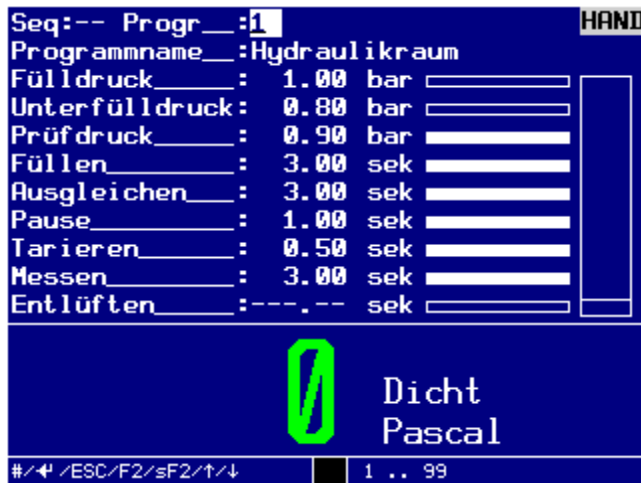 Seq:-- Progr__:1 HAND
Programmname__:Hydraulikraum
Fülldruck_____: 1.00 bar
Unterfülldruck: 0.80 bar
Prüfdruck_____: 0.90 bar
Füllen________: 3.00 sek
Ausgleichen___: 3.00 sek
Pause_________: 1.00 sek
Tarieren______: 0.50 sek
Messen________: 3.00 sek
Entlüften_____:---.-- sek
0 Dicht
Pascal
#/↵/ESC/F2/sF2/↑/↓ 1 .. 99